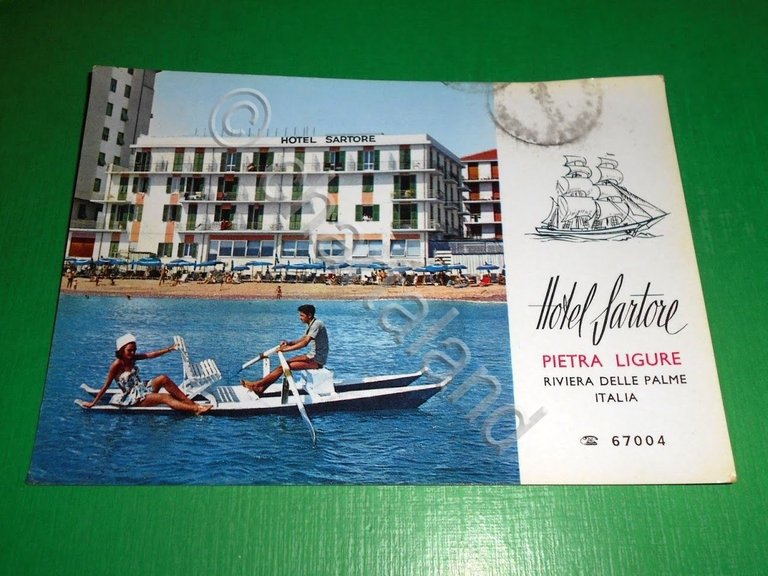 HOTEL SARTORE
Hotel Sartore
PIETRA LIGURE
RIVIERA DELLE PALME
ITALIA
☎ 67004